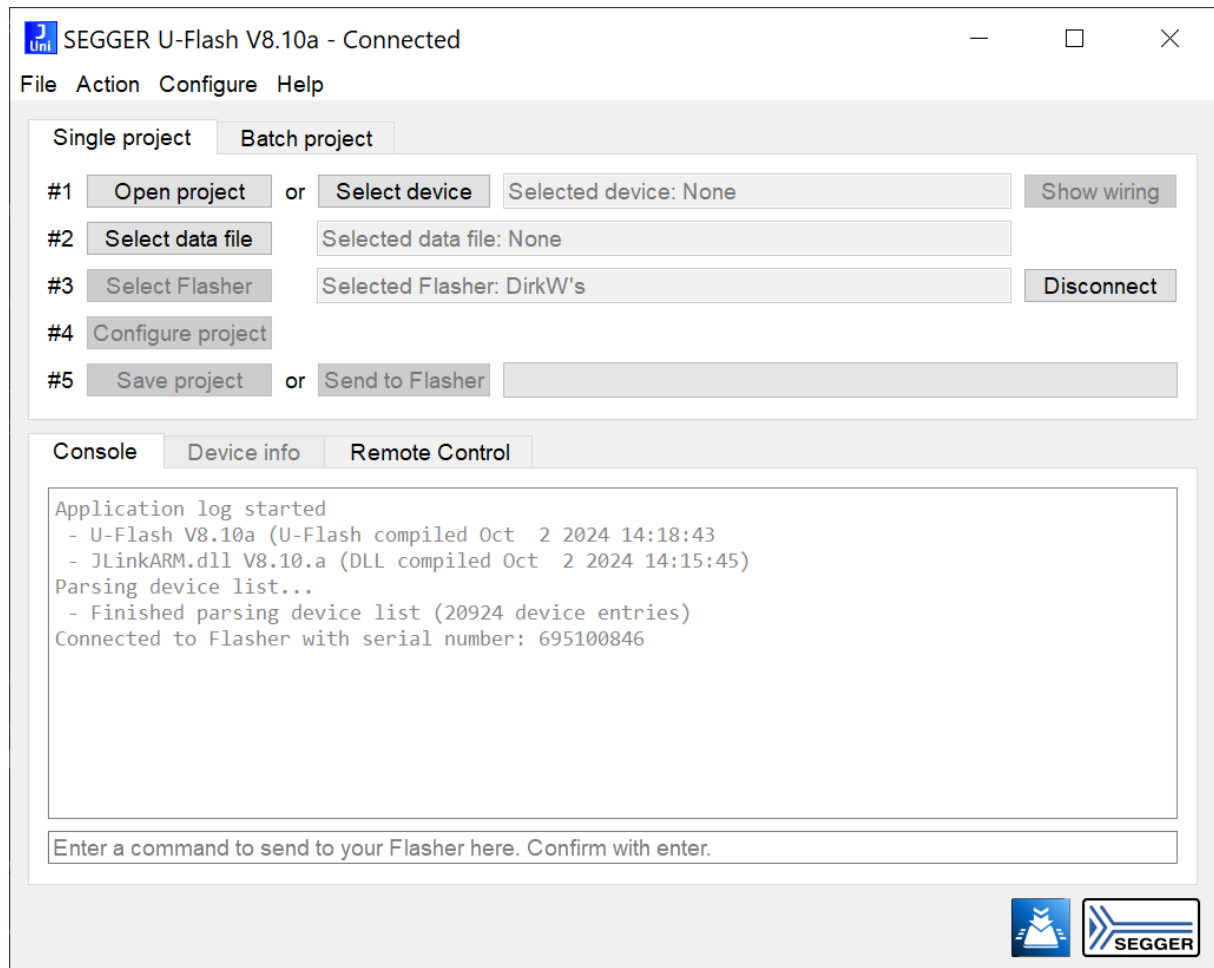 J
Uni
SEGGER U-Flash V8.10a - Connected
File Action Configure Help
Single project Batch project
#1 Open project or Select device Selected device: None Show wiring
#2 Select data file Selected data file: None
#3 Select Flasher Selected Flasher: DirkW's Disconnect
#4 Configure project
#5 Save project or Send to Flasher
Console Device info Remote Control
Application log started
- U-Flash V8.10a (U-Flash compiled Oct  2 2024 14:18:43
- JLinkARM.dll V8.10.a (DLL compiled Oct  2 2024 14:15:45)
Parsing device list...
- Finished parsing device list (20924 device entries)
Connected to Flasher with serial number: 695100846
Enter a command to send to your Flasher here. Confirm with enter.
SEGGER